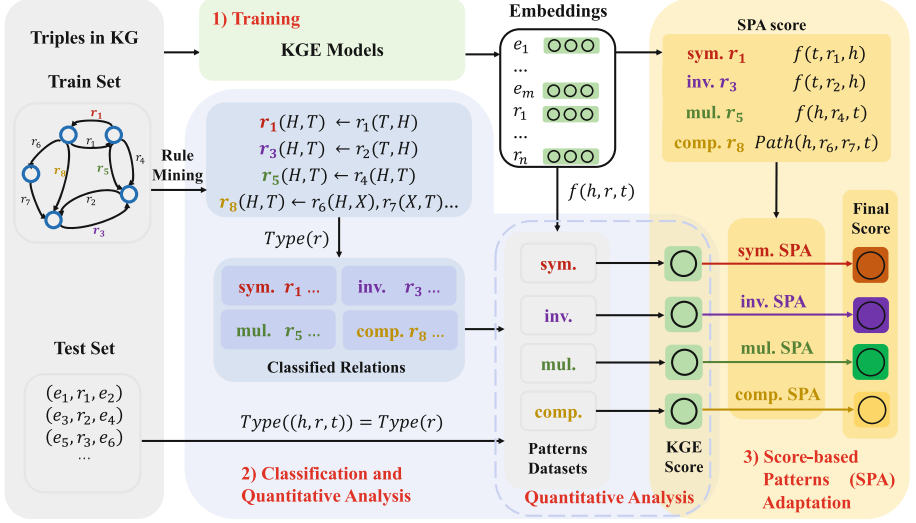 Triples in KG
Train Set
r₁
r₆
r₁
r₄
r₈
r₅
r₇
r₂
r₃
Rule
Mining
Test Set
(e₁, r₁, e₂)
(e₃, r₂, e₄)
(e₅, r₃, e₆)
...
1) Training
KGE Models
r₁(H, T) ← r₁(T, H)
r₃(H, T) ← r₂(T, H)
r₅(H, T) ← r₄(H, T)
r₈(H, T) ← r₆(H, X), r₇(X, T)...
Type(r)
sym. r₁ ...
inv. r₃ ...
mul. r₅ ...
comp. r₈ ...
Classified Relations
Type((h, r, t)) = Type(r)
2) Classification and
Quantitative Analysis
Embeddings
e₁
...
eₘ
r₁
...
rₙ
f(h, r, t)
sym.
inv.
mul.
comp.
Patterns
Datasets
KGE
Score
Quantitative Analysis
SPA score
sym. r₁ f(t, r₁, h)
inv. r₃ f(t, r₂, h)
mul. r₅ f(h, r₄, t)
comp. r₈ Path(h, r₆, r₇, t)
Final
Score
sym. SPA
inv. SPA
mul. SPA
comp. SPA
3) Score-based
Patterns (SPA)
Adaptation